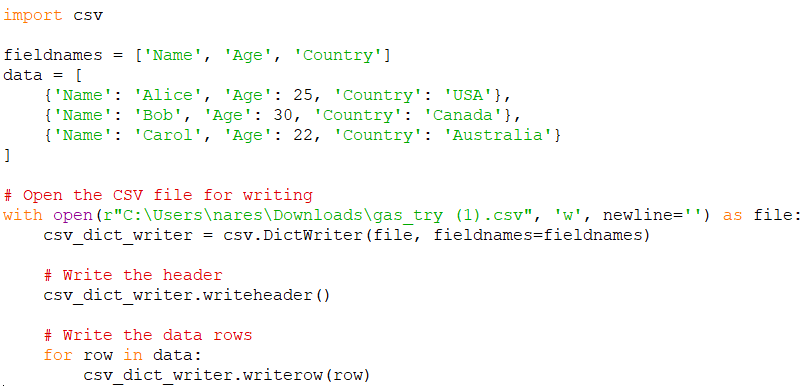 import csv

fieldnames = ['Name', 'Age', 'Country']
data = [
    {'Name': 'Alice', 'Age': 25, 'Country': 'USA'},
    {'Name': 'Bob', 'Age': 30, 'Country': 'Canada'},
    {'Name': 'Carol', 'Age': 22, 'Country': 'Australia'}
]

# Open the CSV file for writing
with open(r"C:\Users\nares\Downloads\gas_try (1).csv", 'w', newline='') as file:
    csv_dict_writer = csv.DictWriter(file, fieldnames=fieldnames)

    # Write the header
    csv_dict_writer.writeheader()

    # Write the data rows
    for row in data:
        csv_dict_writer.writerow(row)